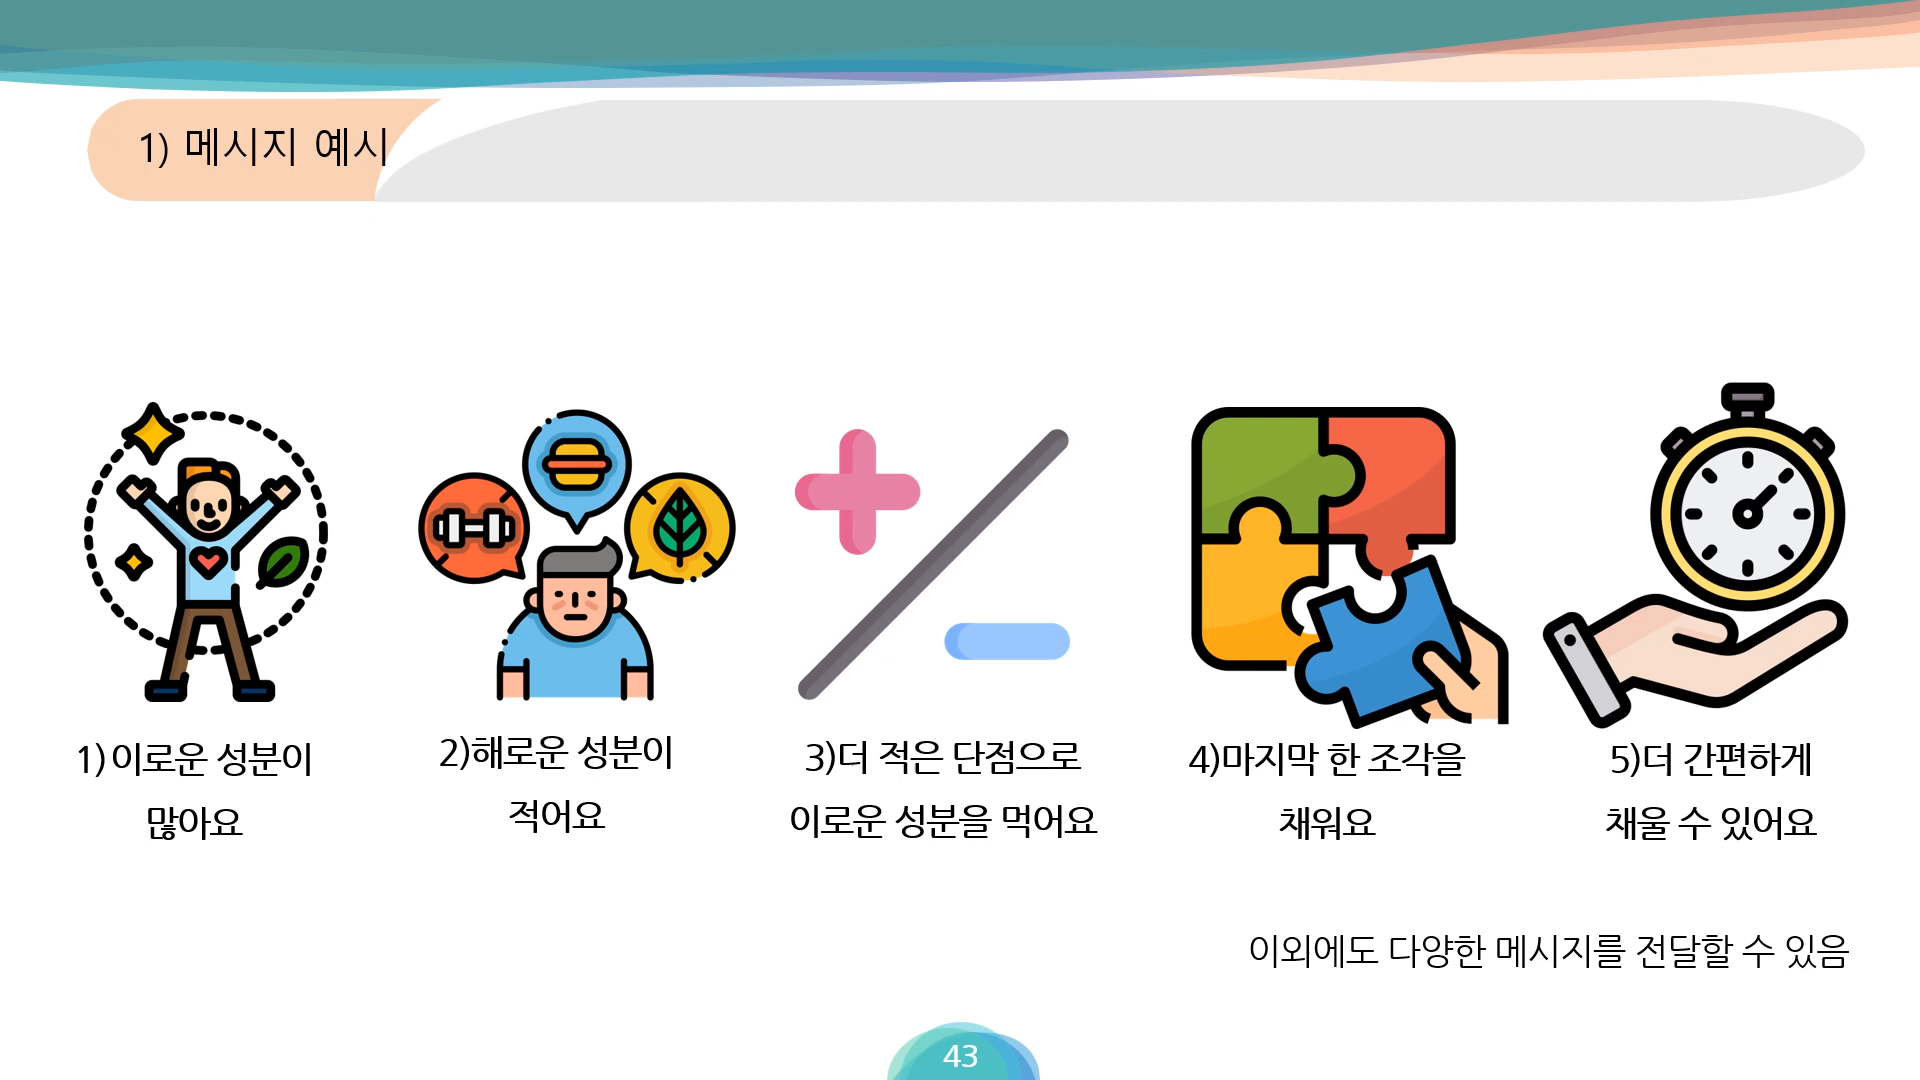 1) 메시지 예시
1)이로운 성분이
많아요
2)해로운 성분이
적어요
3)더 적은 단점으로
이로운 성분을 먹어요
4)마지막 한 조각을
채워요
5)더 간편하게
채울 수 있어요
이외에도 다양한 메시지를 전달할 수 있음
43